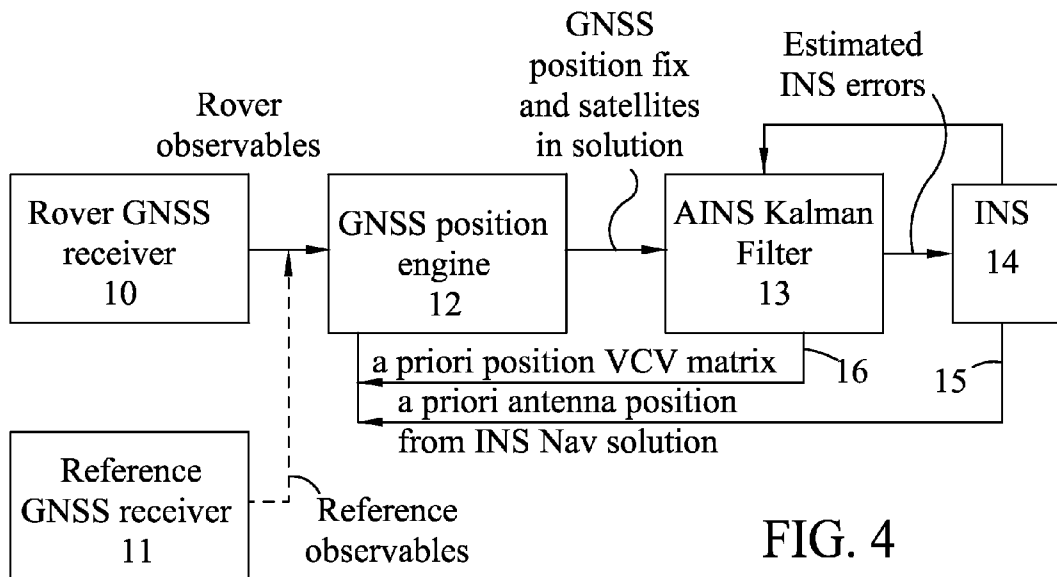 GNSS
position fix
and satellites
in solution
Estimated
INS errors
Rover
observables
Rover GNSS
receiver
10
GNSS position
engine
12
AINS Kalman
Filter
13
INS
14
a priori position VCV matrix
16
15
a priori antenna position
from INS Nav solution
Reference
GNSS receiver
11
Reference
observables
FIG. 4